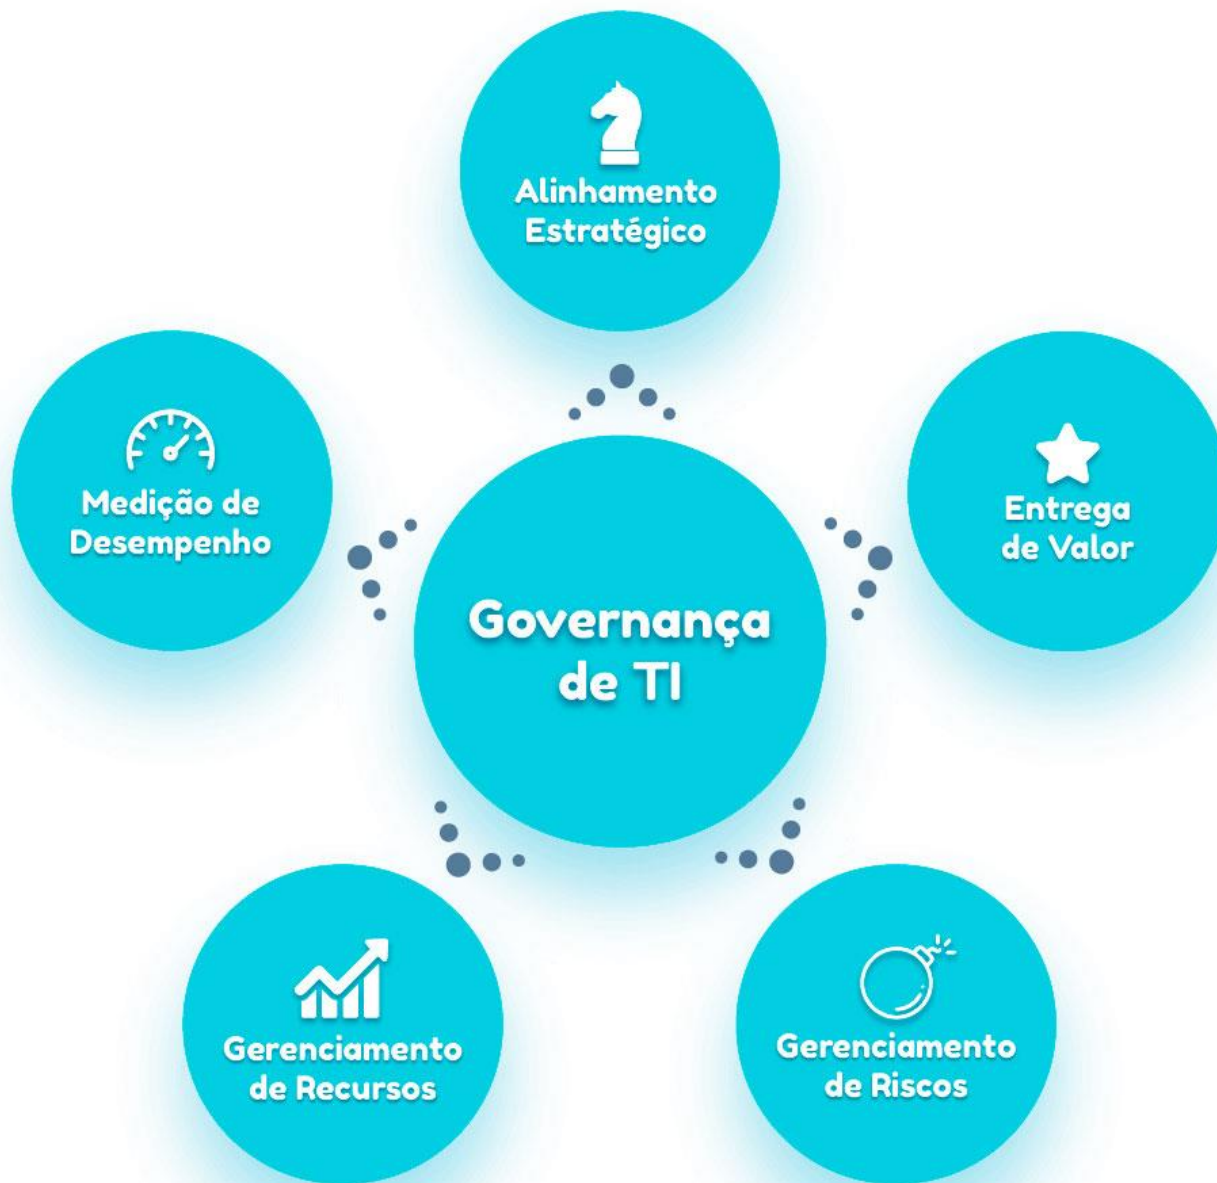 Alinhamento
Estratégico
Medição de
Desempenho
Entrega
de Valor
Governança
de TI
Gerenciamento
de Recursos
Gerenciamento
de Riscos